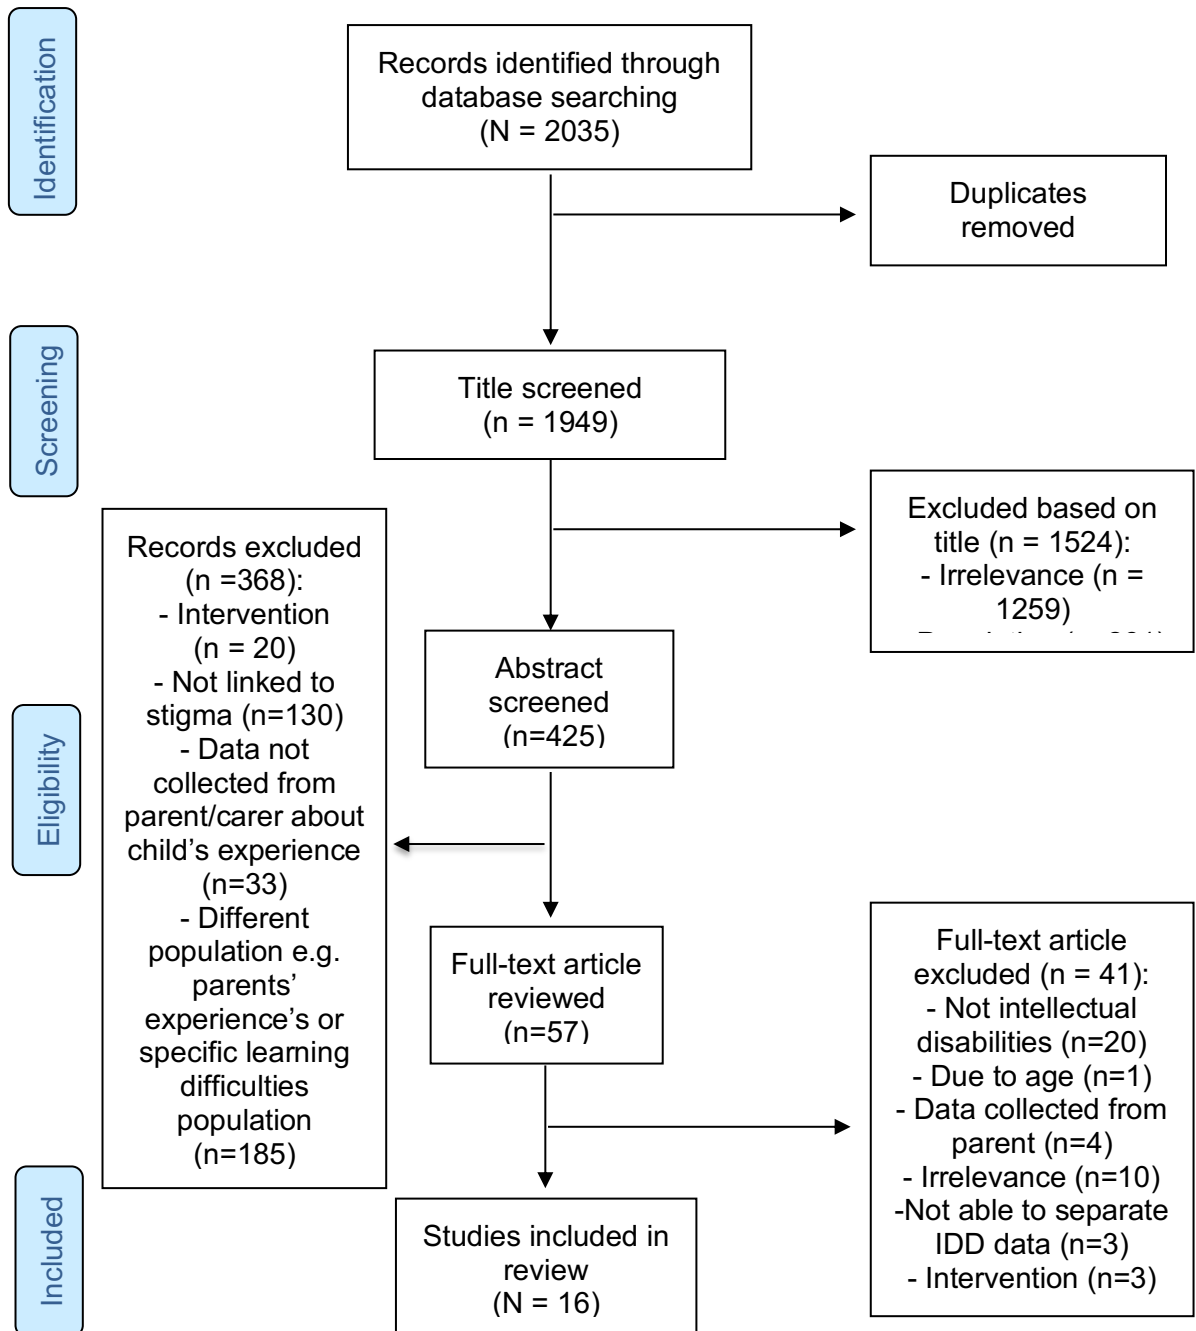 Identification
Records identified through
database searching
(N = 2035)
Duplicates
removed
Screening
Title screened
(n = 1949)
Excluded based on
title (n = 1524):
- Irrelevance (n =
1259)
Records excluded
(n =368):
- Intervention
(n = 20)
- Not linked to
stigma (n=130)
- Data not
collected from
parent/carer about
child’s experience
(n=33)
- Different
population e.g.
parents’
experience’s or
specific learning
difficulties
population
(n=185)
Eligibility
Abstract
screened
(n=425)
Full-text article
reviewed
(n=57)
Full-text article
excluded (n = 41):
- Not intellectual
disabilities (n=20)
- Due to age (n=1)
- Data collected from
parent (n=4)
- Irrelevance (n=10)
-Not able to separate
IDD data (n=3)
- Intervention (n=3)
Included
Studies included in
review
(N = 16)